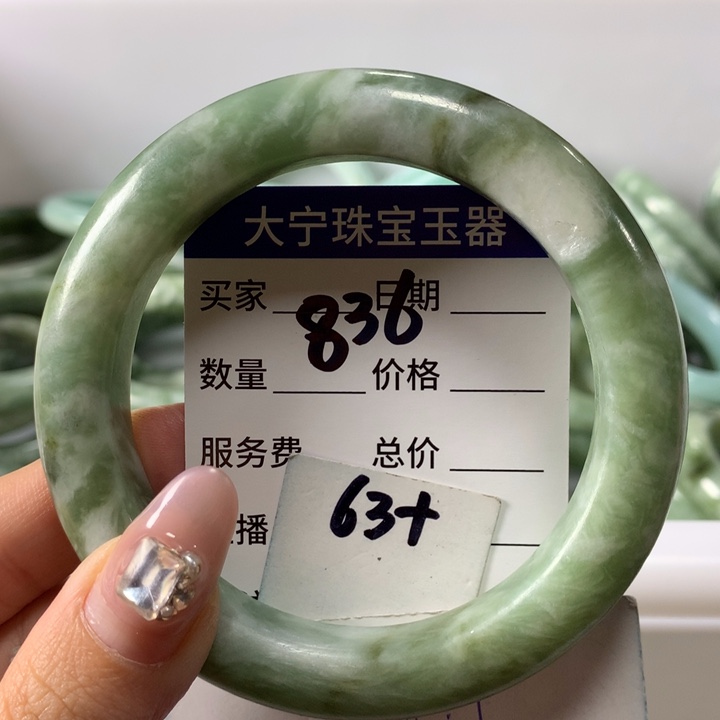 大宁珠宝玉器
买家 日期
836
数量 价格
服务费 总价
63+
播